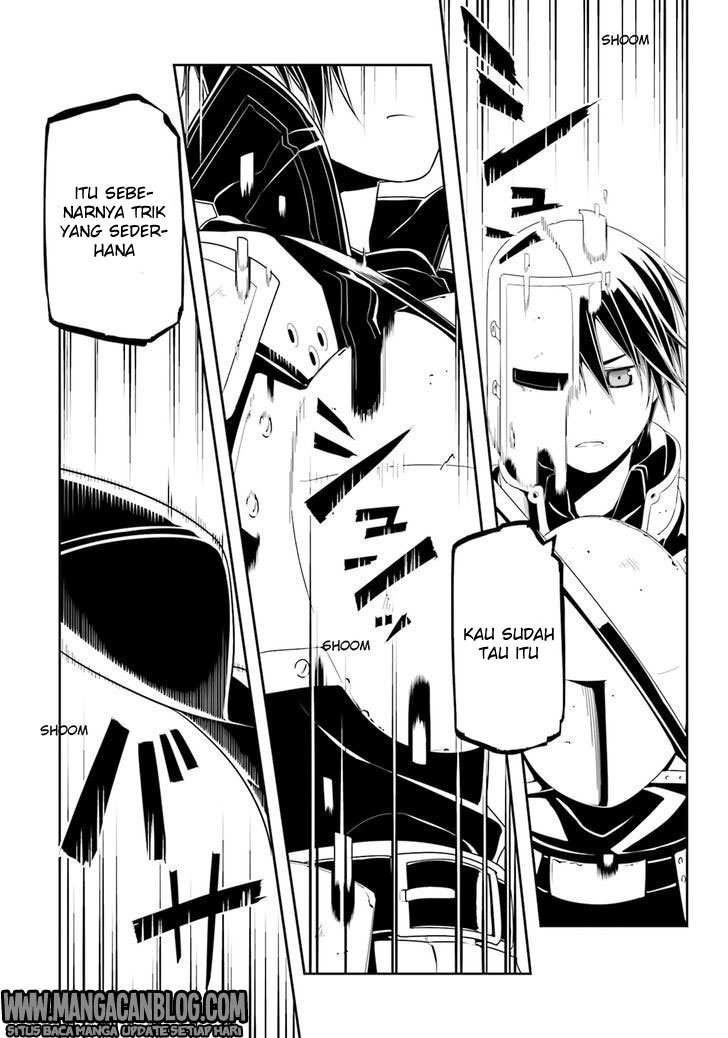 SHOOM
KAU SUDAH
TAU ITU
SHOOM
ITU SEBE-
NARNYA TRIK
YANG SEDER-
HANA
SHOOM
WWW.MANGACANBLOG.COM
SITUS BACA MANGA UPDATE SETIAP HARI